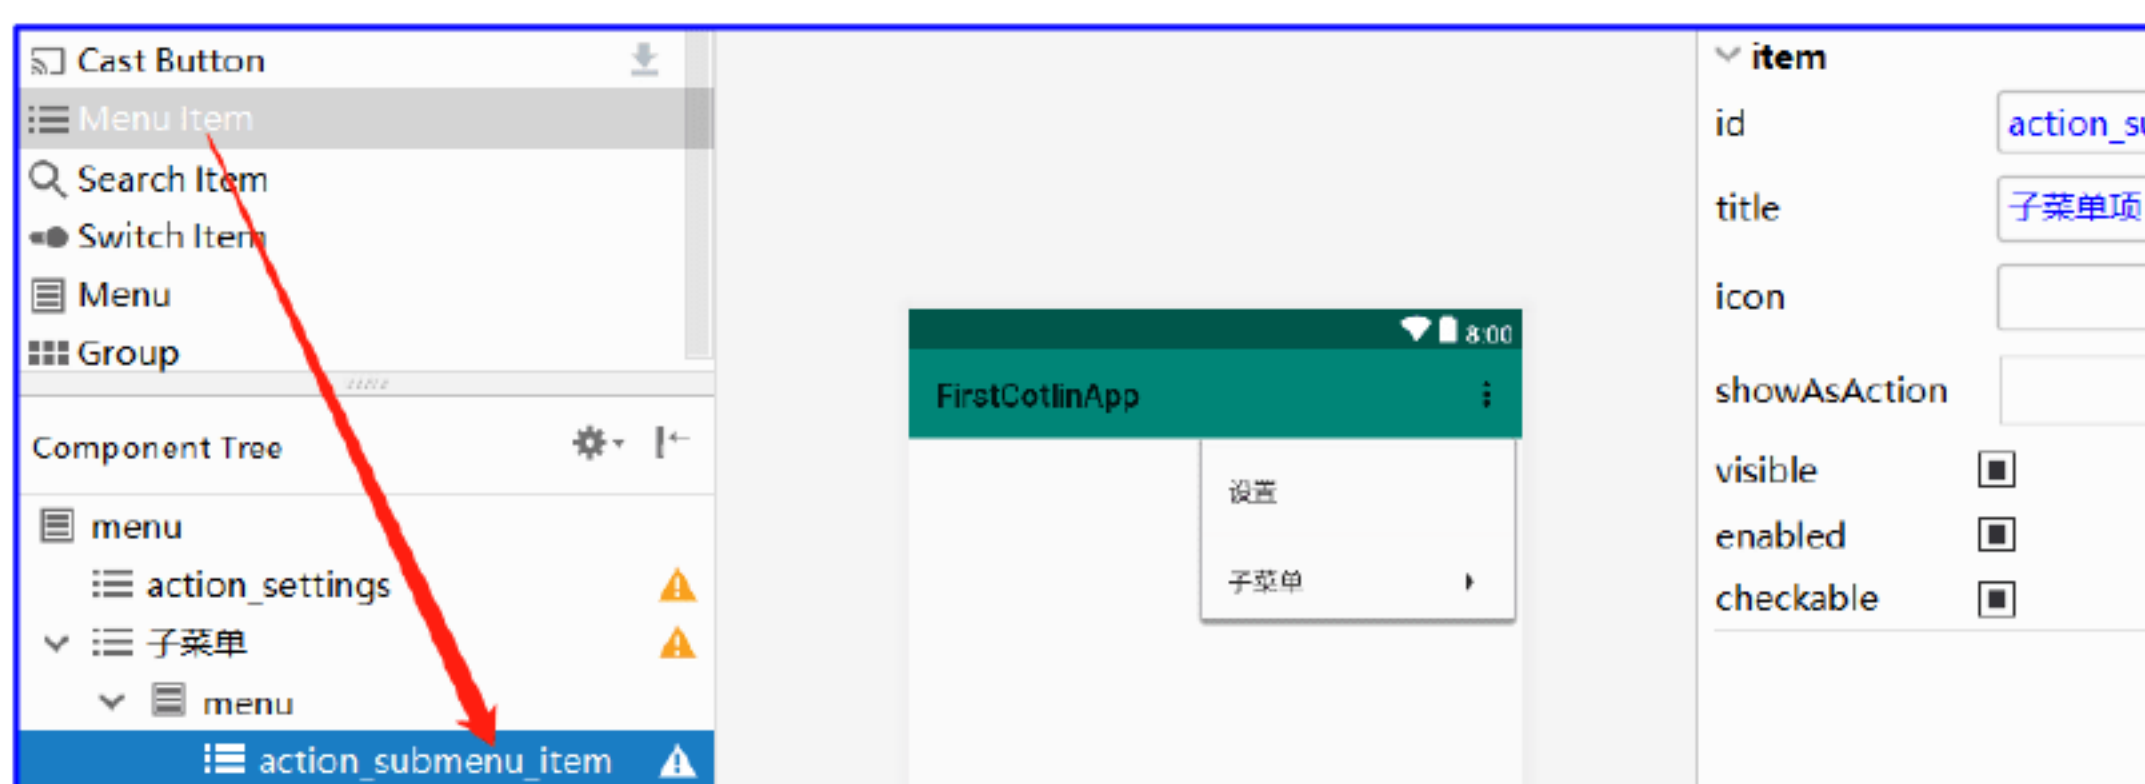 Cast Button
Menu Item
Search Item
Switch Item
Menu
Group
Component Tree
menu
action_settings
子菜单
menu
action_submenu_item
8:00
FirstCotlinApp
设置
子菜单
item
id action_su
title 子菜单项
icon
showAsAction
visible
enabled
checkable